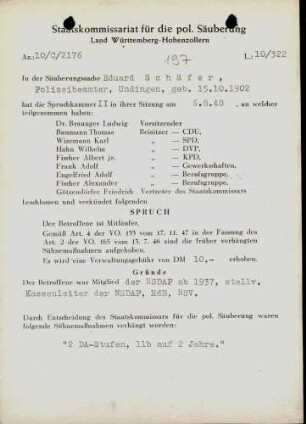 Staatskommissariat für die pol. Säuberung
Land Württemberg-Hohenzollern
Az.: 10/C/2176
197
L.: 10/322
In der Säuberungssache Eduard Schäfer,
Polizeibeamter, Undingen, geb. 15.10.1902
hat die Spruchkammer II in ihrer Sitzung am 6.8.48, an welcher
teilgenommen haben:
Dr. Ludwig Vorsitzender
Baumann Thomas Beisitzer — CDU,
Wizemann Karl „ — SPD,
Hahn Wilhelm „ — DVP,
Fischer Albert jr. „ — KPD,
Frank Adolf „ — Gewerkschaften,
Engelfried Adolf „ — Berufsgruppe,
Fischer Alexander „ — Berufsgruppe,
Götzendörfer Friedrich Vertreter des Staatskommissars
beschlossen und verkündet folgenden
SPRUCH
Der Betroffene ist Mitläufer.
Gemäß Art. 4 der VO. 133 vom 17. 11. 47 in der Fassung des
Art. 2 der VO. 165 vom 13. 7. 48 sind die früher verhängten
Sühnemaßnahmen aufgehoben.
Es wird eine Verwaltungsgebühr von DM 10.— erhoben.
Gründe
Der Betroffene war Mitglied der NSDAP ab 1937, stellv.
Kassenleiter der NSDAP, RdB, NSV.
Durch Entscheidung des Staatskommissars für die pol. Säuberung waren
folgende Sühnemaßnahmen verhängt worden:
"2 DA-Stufen, 11b auf 2 Jahre."